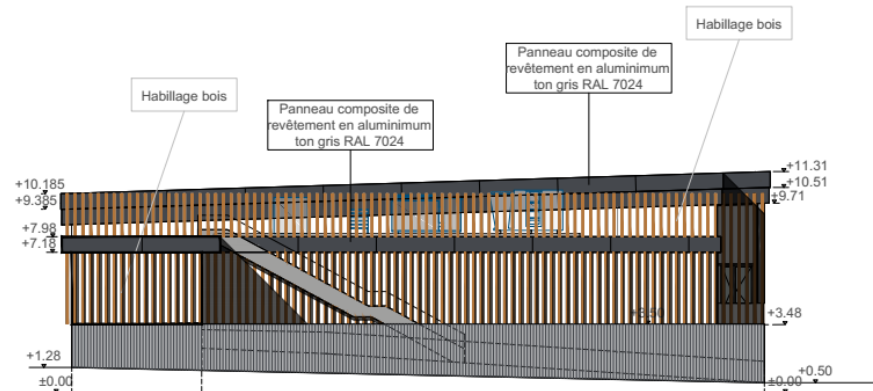 Habillage bois
Panneau composite de
revêtement en aluminimum
ton gris RAL 7024
Habillage bois
Panneau composite de
revêtement en aluminimum
ton gris RAL 7024
+11.31
+10.51
+9.71
+10.185
+9.385
+7.98
+7.18
+3.50
+3.48
+1.28
+0.50
±0.00
±0.00